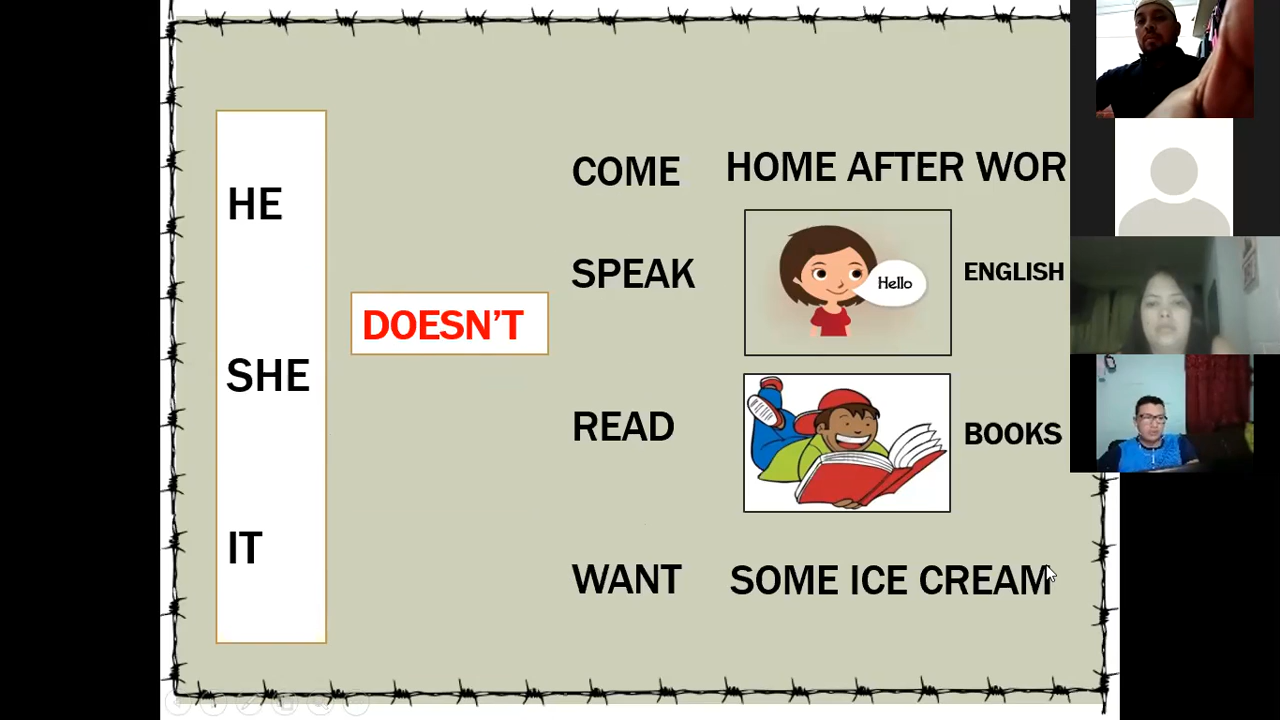 HE
SHE
IT
DOESN'T
COME HOME AFTER WOR
SPEAK Hello ENGLISH
READ BOOKS
WANT SOME ICE CREAM